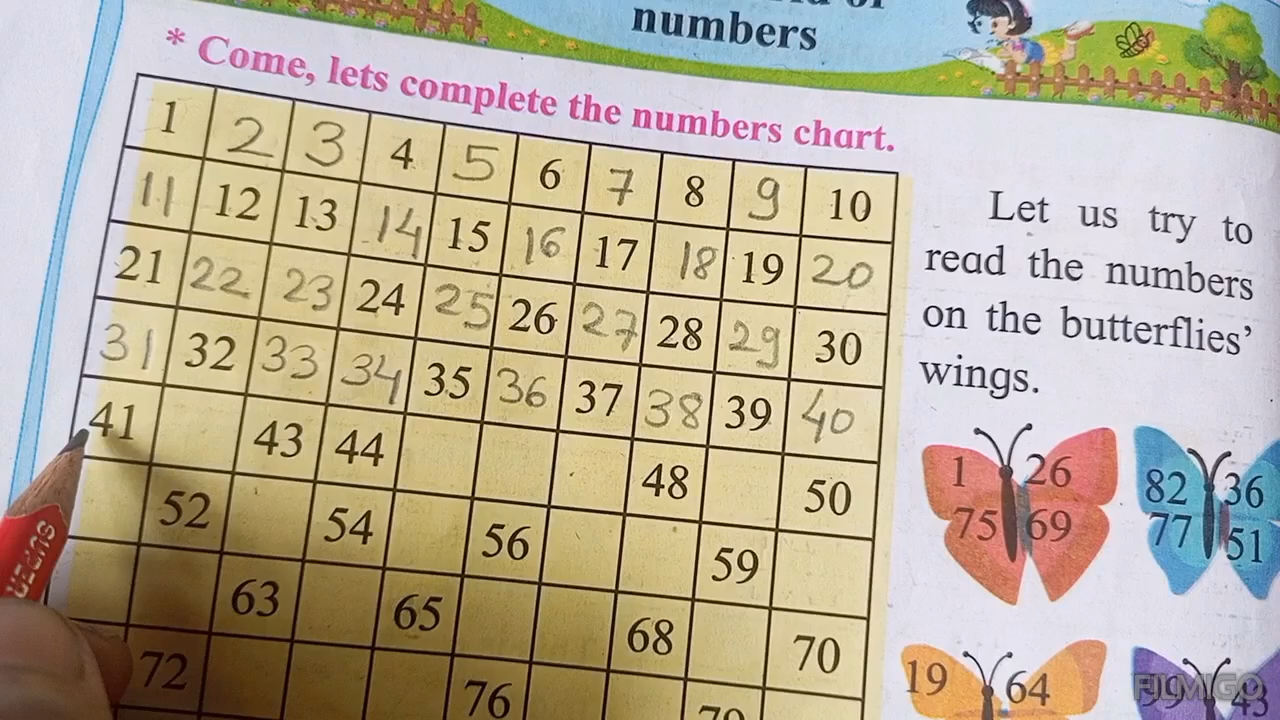 numbers
* Come, lets complete the numbers chart.
1 2 3 4 5 6 7 8 9 10
11 12 13 14 15 16 17 18 19 20
21 22 23 24 25 26 27 28 29 30
31 32 33 34 35 36 37 38 39 40
41 43 44 48 50
52 54 56 59
63 65 68 70
72 76 79
Let us try to
read the numbers
on the butterflies’
wings.
1 26
75 69
82 36
77 51
19 64
43
FILMIGO